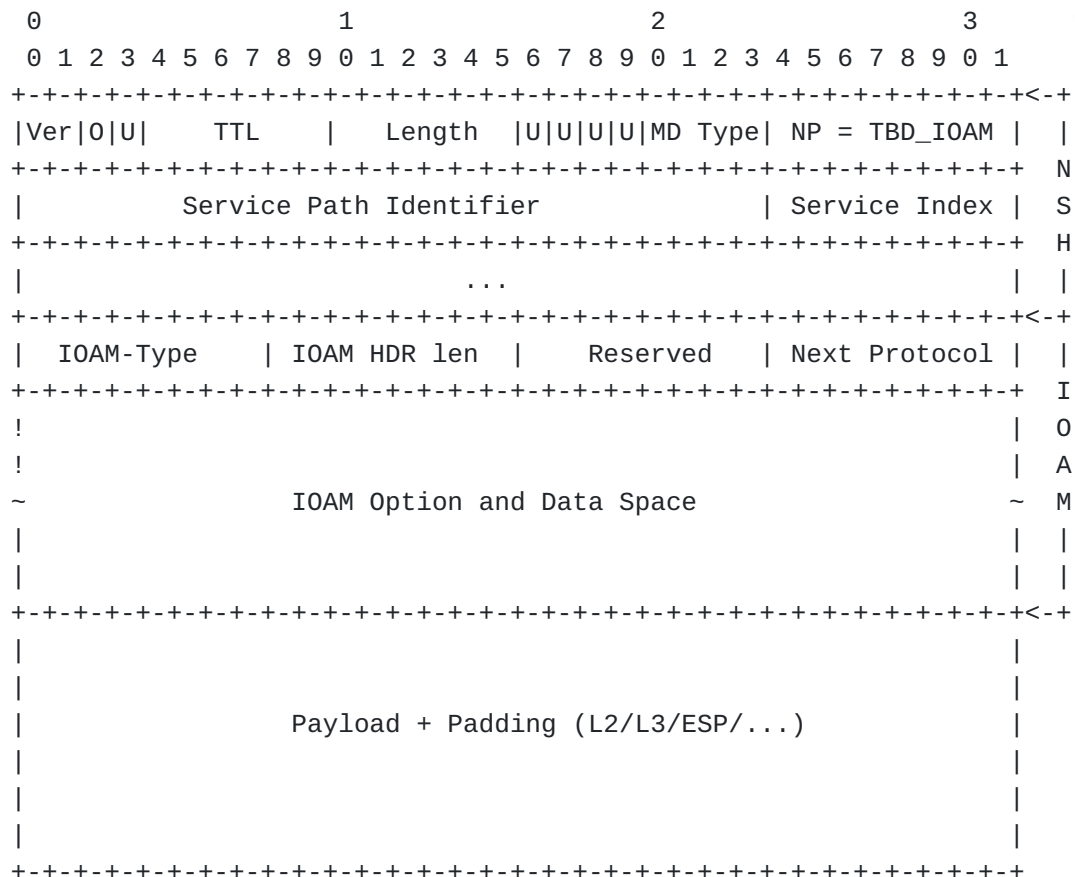 0                   1                   2                   3
 0 1 2 3 4 5 6 7 8 9 0 1 2 3 4 5 6 7 8 9 0 1 2 3 4 5 6 7 8 9 0 1
+-+-+-+-+-+-+-+-+-+-+-+-+-+-+-+-+-+-+-+-+-+-+-+-+-+-+-+-+-+-+-+-+<-+
|Ver|O|U|    TTL    |   Length  |U|U|U|U|MD Type| NP = TBD_IOAM |  |
+-+-+-+-+-+-+-+-+-+-+-+-+-+-+-+-+-+-+-+-+-+-+-+-+-+-+-+-+-+-+-+-+  N
|          Service Path Identifier              | Service Index |  S
+-+-+-+-+-+-+-+-+-+-+-+-+-+-+-+-+-+-+-+-+-+-+-+-+-+-+-+-+-+-+-+-+  H
|                            ...                                |  |
+-+-+-+-+-+-+-+-+-+-+-+-+-+-+-+-+-+-+-+-+-+-+-+-+-+-+-+-+-+-+-+-+<-+
|  IOAM-Type    | IOAM HDR len  |    Reserved   | Next Protocol |  |
+-+-+-+-+-+-+-+-+-+-+-+-+-+-+-+-+-+-+-+-+-+-+-+-+-+-+-+-+-+-+-+-+  I
!                                                               |  O
!                                                               |  A
~                 IOAM Option and Data Space                    ~  M
|                                                               |  |
|                                                               |  |
+-+-+-+-+-+-+-+-+-+-+-+-+-+-+-+-+-+-+-+-+-+-+-+-+-+-+-+-+-+-+-+-+<-+
|                                                               |
|                                                               |
|                 Payload + Padding (L2/L3/ESP/...)             |
|                                                               |
|                                                               |
|                                                               |
+-+-+-+-+-+-+-+-+-+-+-+-+-+-+-+-+-+-+-+-+-+-+-+-+-+-+-+-+-+-+-+-+